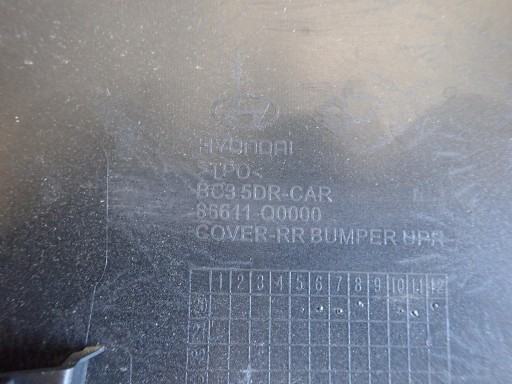 HYUNDAI
>TPO<
BC3 5DR-CAR
86611-Q0000
COVER-RR BUMPER UPR
1 2 3 4 5 6 7 8 9 10 11 12